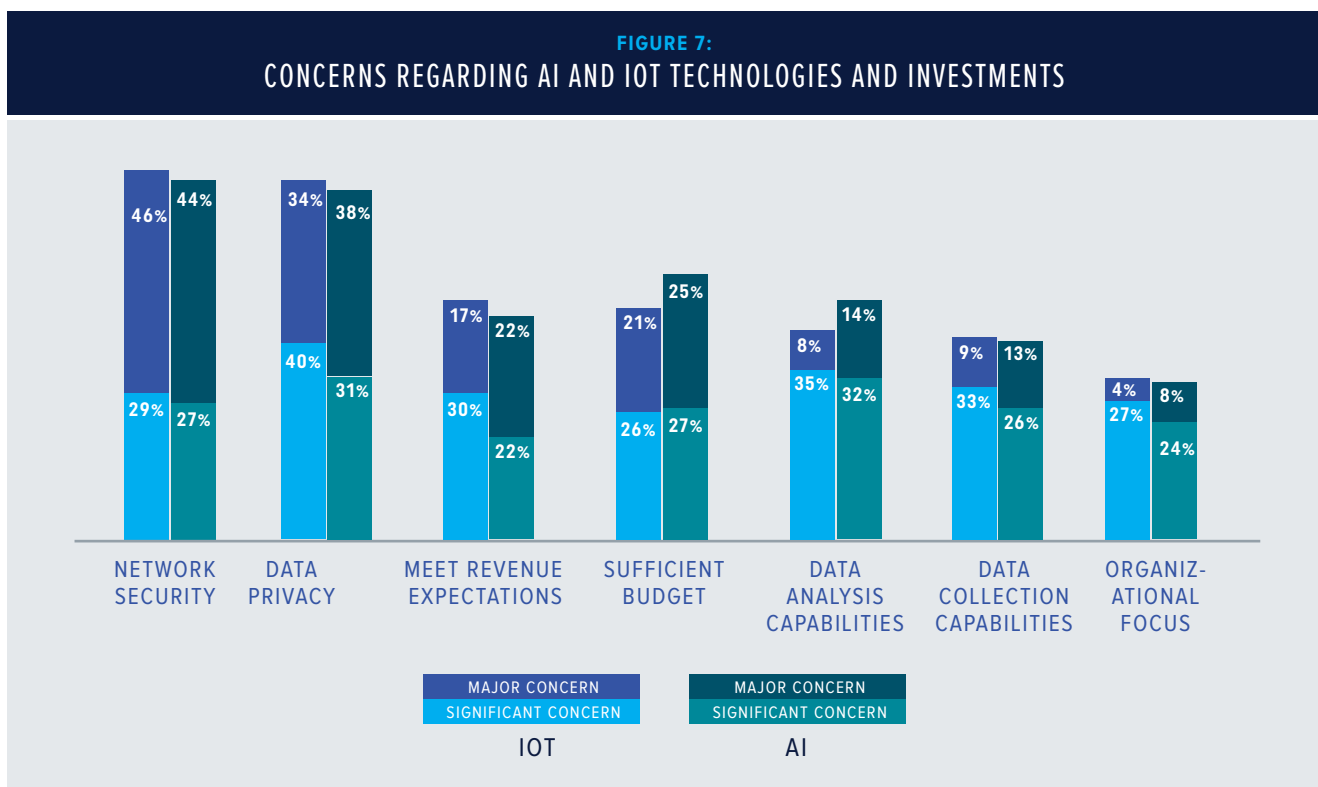 FIGURE 7:
CONCERNS REGARDING AI AND IOT TECHNOLOGIES AND INVESTMENTS
46%
44%
29%
27%
34%
38%
40%
31%
17%
22%
30%
22%
21%
25%
26%
27%
8%
14%
35%
32%
9%
13%
33%
26%
4%
8%
27%
24%
NETWORK
SECURITY
DATA
PRIVACY
MEET REVENUE
EXPECTATIONS
SUFFICIENT
BUDGET
DATA
ANALYSIS
CAPABILITIES
DATA
COLLECTION
CAPABILITIES
ORGANIZ-
ATIONAL
FOCUS
MAJOR CONCERN
SIGNIFICANT CONCERN
IOT
MAJOR CONCERN
SIGNIFICANT CONCERN
AI